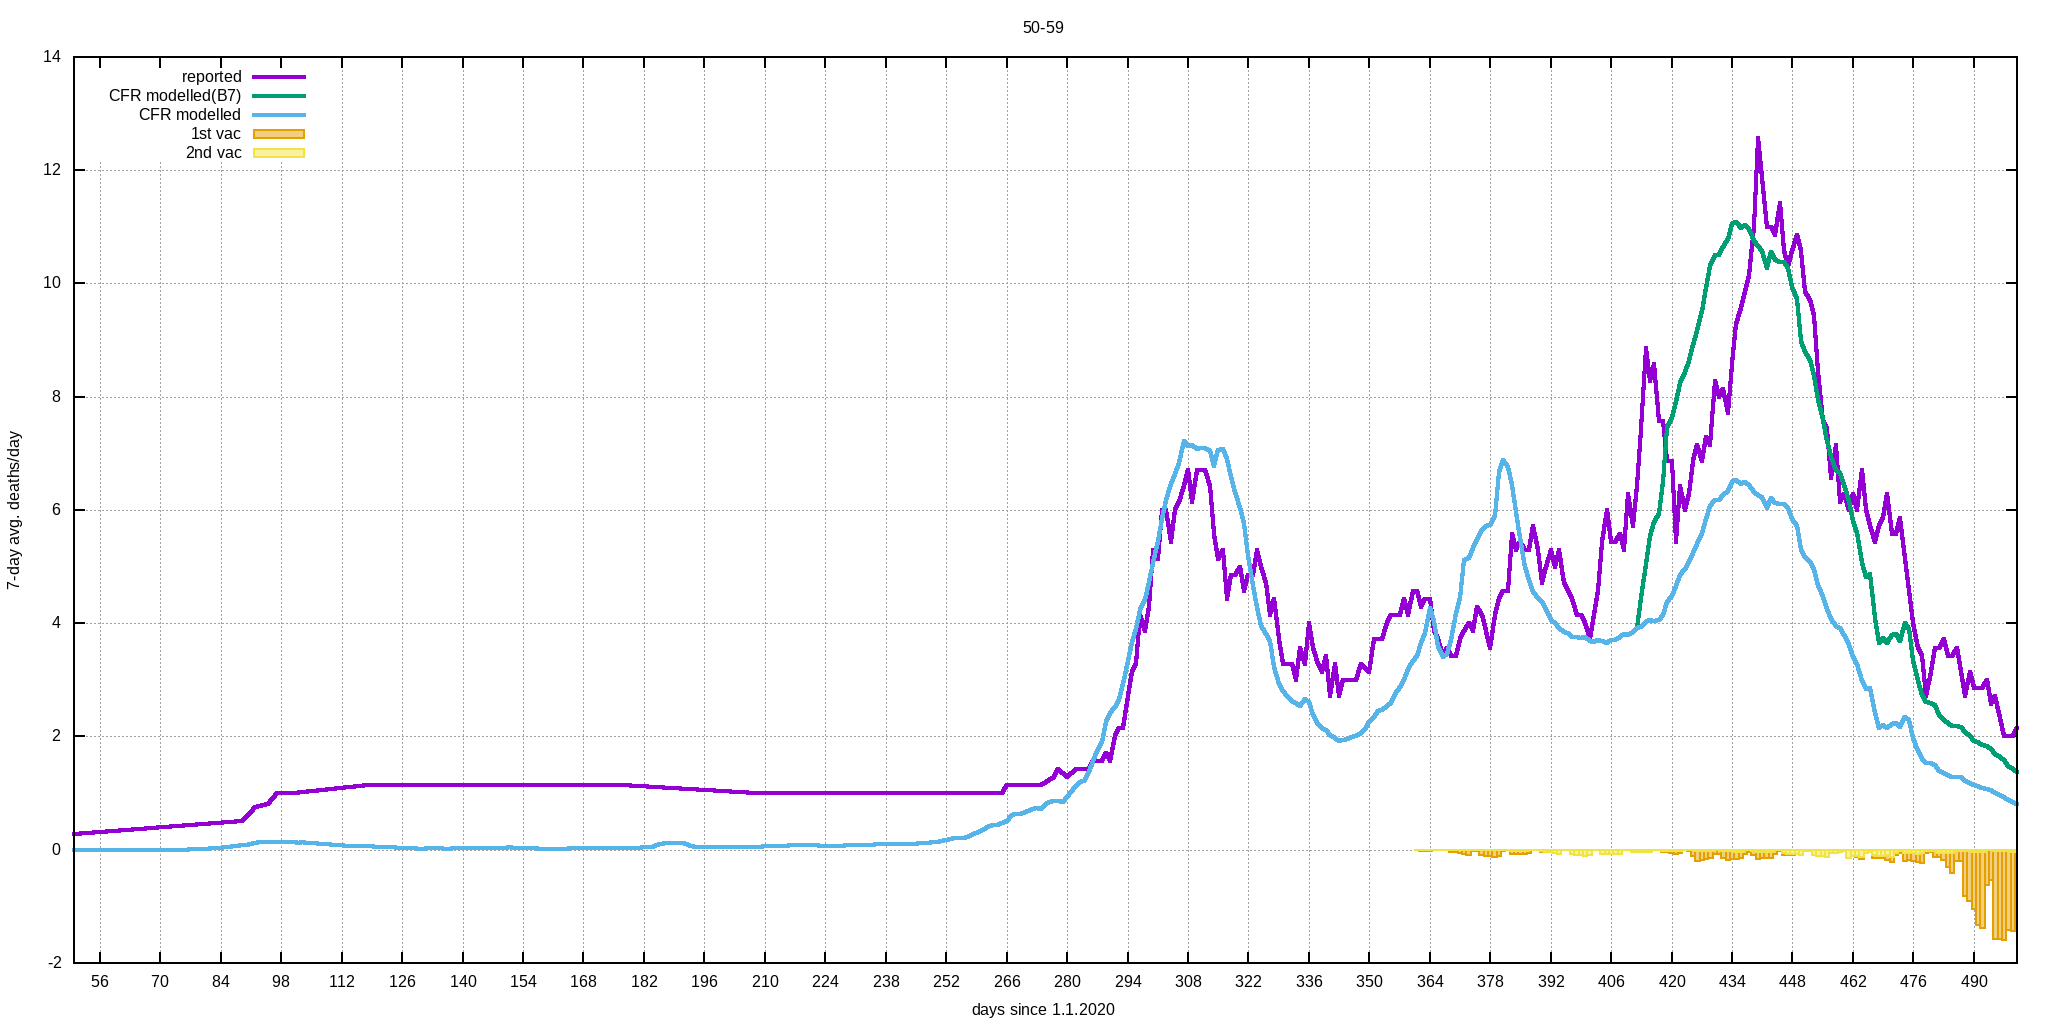 50-59
14
12
10
8
6
4
2
0
-2
7-day avg. deaths/day
reported
CFR modelled(B7)
CFR modelled
1st vac
2nd vac
56 70 84 98 112 126 140 154 168 182 196 210 224 238 252 266 280 294 308 322 336 350 364 378 392 406 420 434 448 462 476 490
days since 1.1.2020